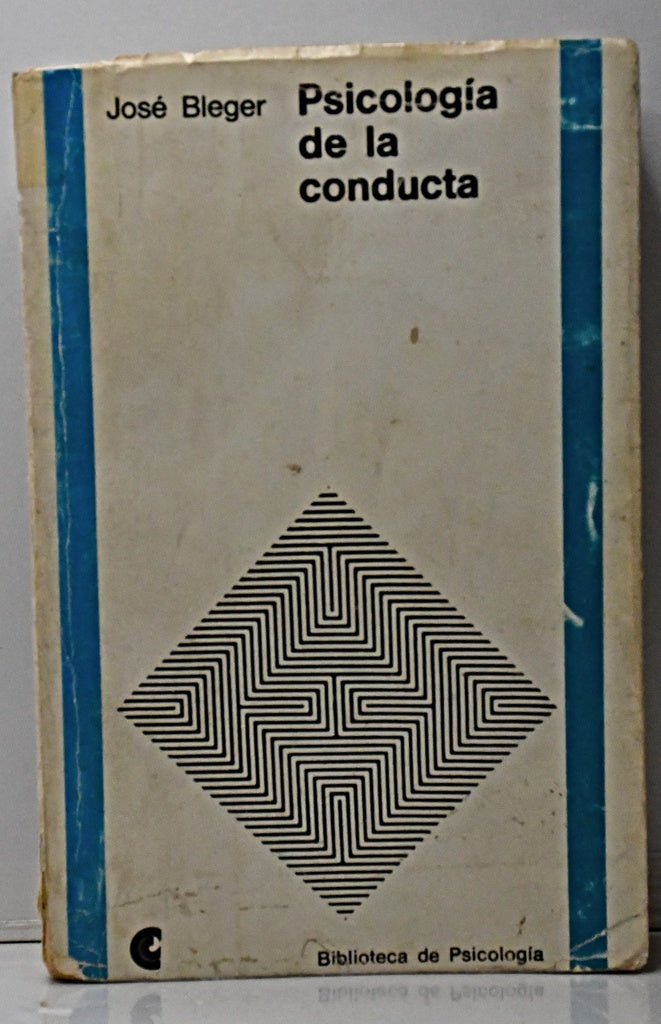 José Bleger
Psicología
de la
conducta
Biblioteca de Psicología